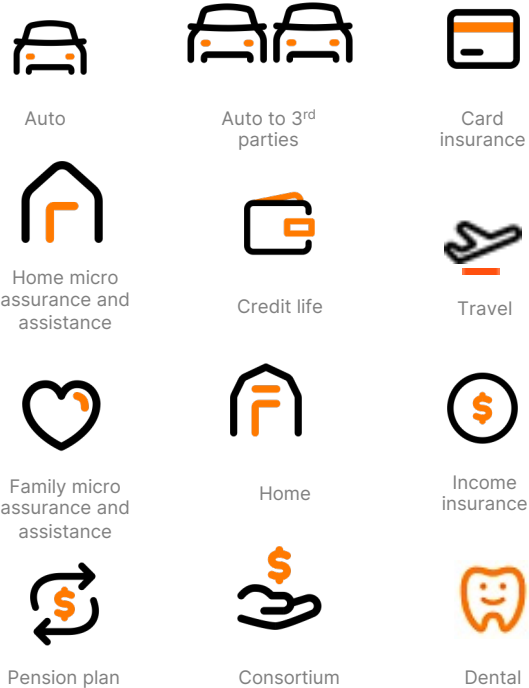 Auto
Auto to 3rd
parties
Card
insurance
Home micro
assurance and
assistance
Credit life
Travel
Family micro
assurance and
assistance
Home
Income
insurance
Pension plan
Consortium
Dental